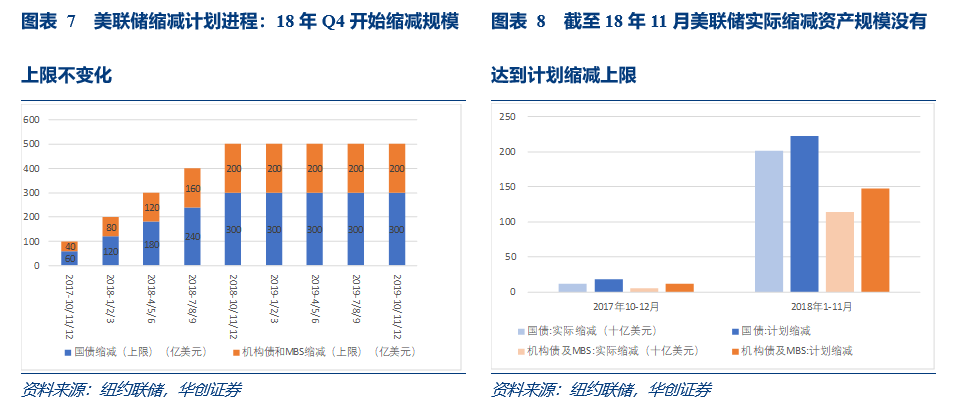 图表 7 美联储缩减计划进程：18 年 Q4 开始缩减规模
上限不变化
600
500
400
300
200
100
0
40
60
80
120
120
180
160
240
200
300
200
300
200
300
200
300
200
300
2017-10/11/12
2018-1/2/3
2018-4/5/6
2018-7/8/9
2018-10/11/12
2019-1/2/3
2019-4/5/6
2019-7/8/9
2019-10/11/12
国债缩减（上限）（亿美元）
机构债和MBS缩减（上限）（亿美元）
资料来源：纽约联储，华创证券
图表 8 截至 18 年 11 月美联储实际缩减资产规模没有
达到计划缩减上限
250
200
150
100
50
0
2017年10-12月
2018年1-11月
国债:实际缩减（十亿美元）
国债:计划缩减
机构债及MBS:实际缩减（十亿美元）
机构债及MBS:计划缩减
资料来源：纽约联储，华创证券